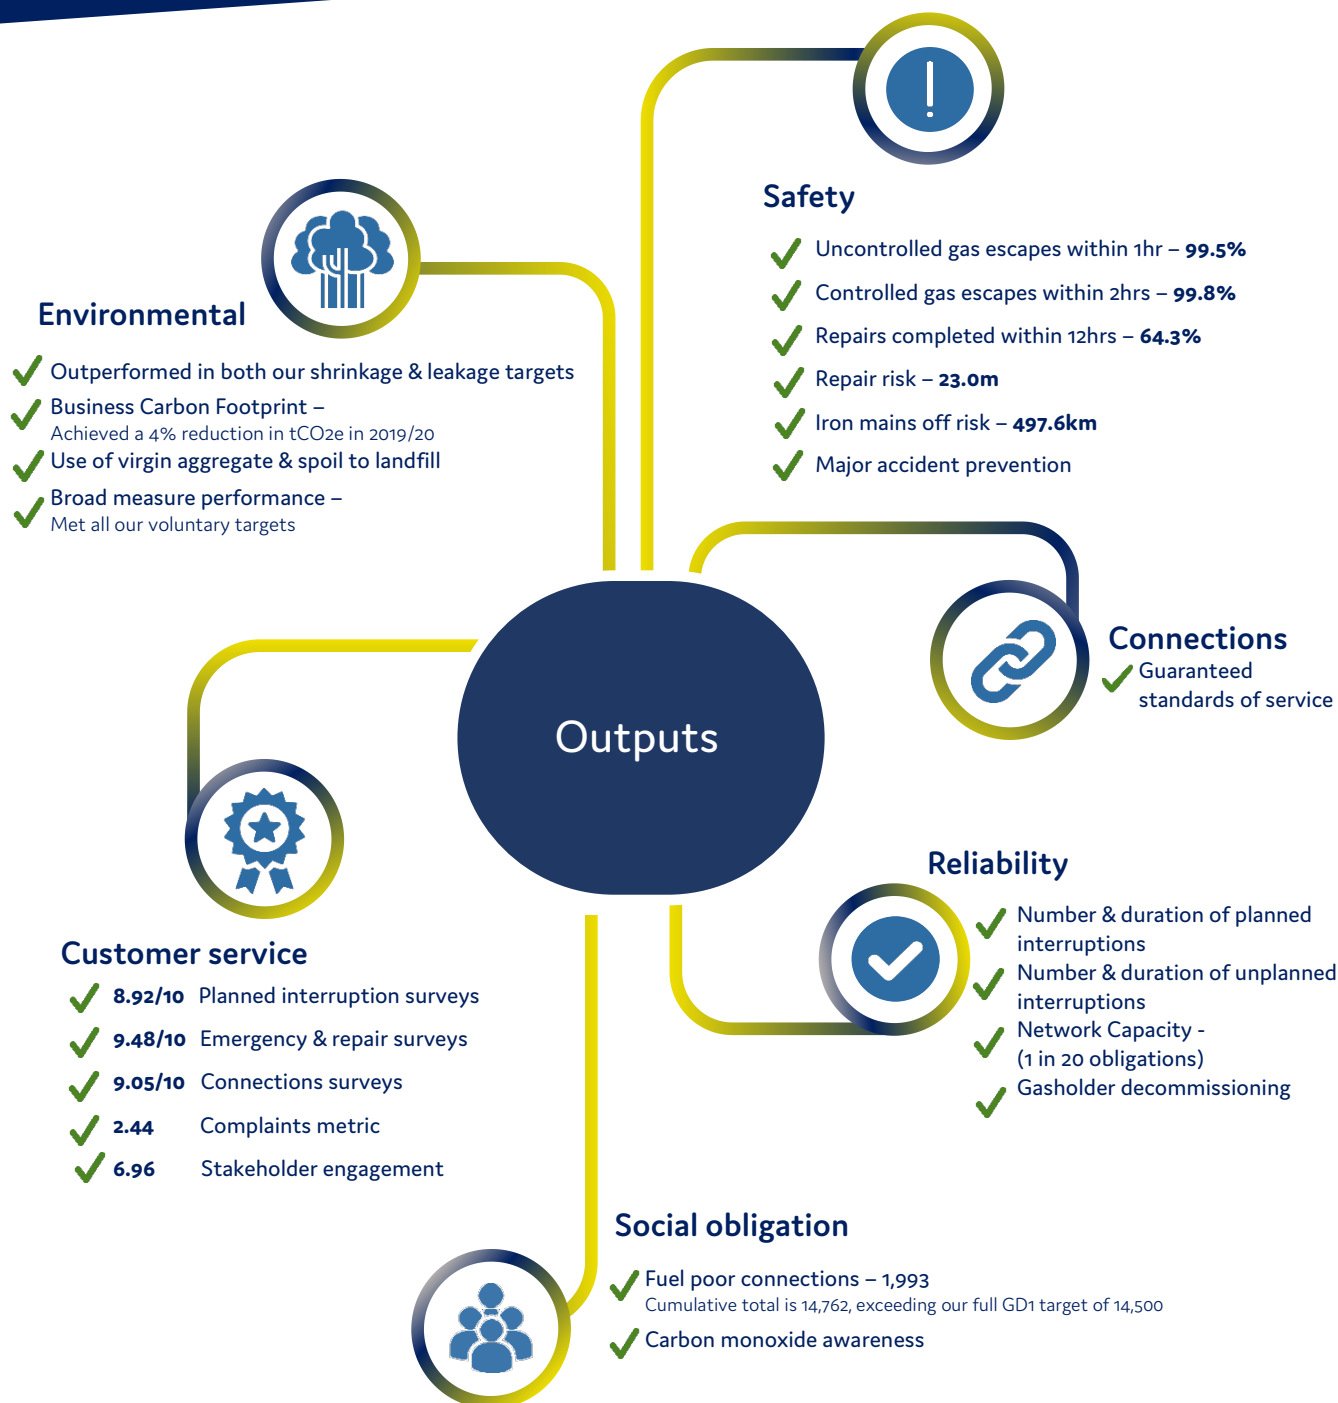 Safety
Uncontrolled gas escapes within 1hr – 99.5%
Controlled gas escapes within 2hrs – 99.8%
Repairs completed within 12hrs – 64.3%
Repair risk – 23.0m
Iron mains off risk – 497.6km
Major accident prevention
Environmental
Outperformed in both our shrinkage & leakage targets
Business Carbon Footprint –
Achieved a 4% reduction in tCO2e in 2019/20
Use of virgin aggregate & spoil to landfill
Broad measure performance –
Met all our voluntary targets
Connections
Guaranteed
standards of service
Outputs
Reliability
Number & duration of planned
interruptions
Number & duration of unplanned
interruptions
Network Capacity -
(1 in 20 obligations)
Gasholder decommissioning
Customer service
8.92/10 Planned interruption surveys
9.48/10 Emergency & repair surveys
9.05/10 Connections surveys
2.44 Complaints metric
6.96 Stakeholder engagement
Social obligation
Fuel poor connections – 1,993
Cumulative total is 14,762, exceeding our full GD1 target of 14,500
Carbon monoxide awareness